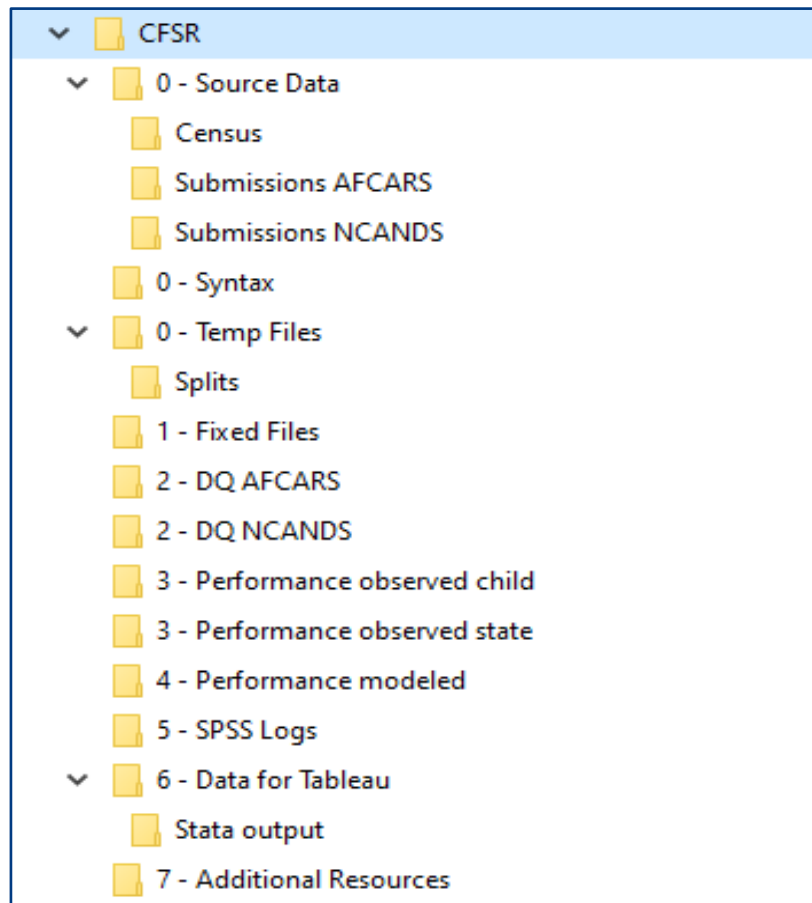 CFSR
0 - Source Data
Census
Submissions AFCARS
Submissions NCANDS
0 - Syntax
0 - Temp Files
Splits
1 - Fixed Files
2 - DQ AFCARS
2 - DQ NCANDS
3 - Performance observed child
3 - Performance observed state
4 - Performance modeled
5 - SPSS Logs
6 - Data for Tableau
Stata output
7 - Additional Resources